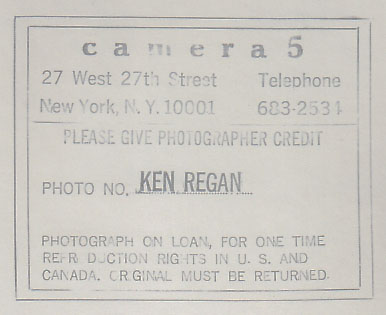 camera 5
27 West 27th Street Telephone
New York, N.Y. 10001 683-2531
PLEASE GIVE PHOTOGRAPHER CREDIT
PHOTO NO. KEN REGAN
PHOTOGRAPH ON LOAN, FOR ONE TIME
REPRODUCTION RIGHTS IN U. S. AND
CANADA. ORIGINAL MUST BE RETURNED.